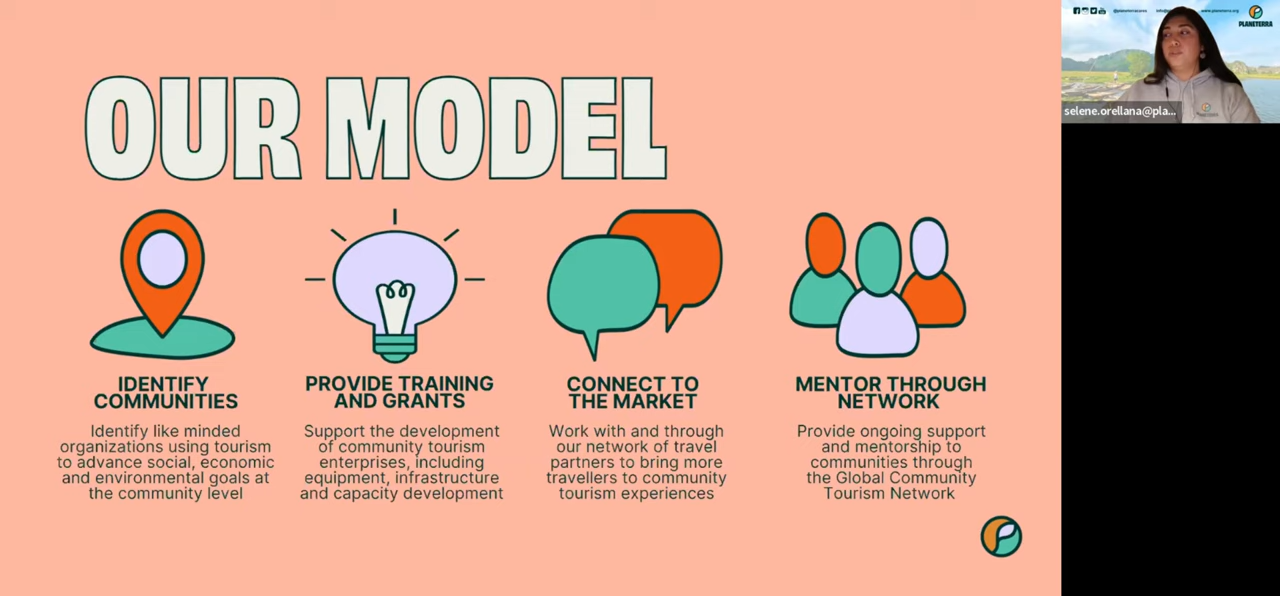 OUR MODEL
IDENTIFY
COMMUNITIES
Identify like minded
organizations using tourism
to advance social, economic
and environmental goals at
the community level
PROVIDE TRAINING
AND GRANTS
Support the development
of community tourism
enterprises, including
equipment, infrastructure
and capacity development
CONNECT TO
THE MARKET
Work with and through
our network of travel
partners to bring more
travellers to community
tourism experiences
MENTOR THROUGH
NETWORK
Provide ongoing support
and mentorship to
communities through
the Global Community
Tourism Network
www.planeterra.org
PLANETERRA
selene.orellana@pla...